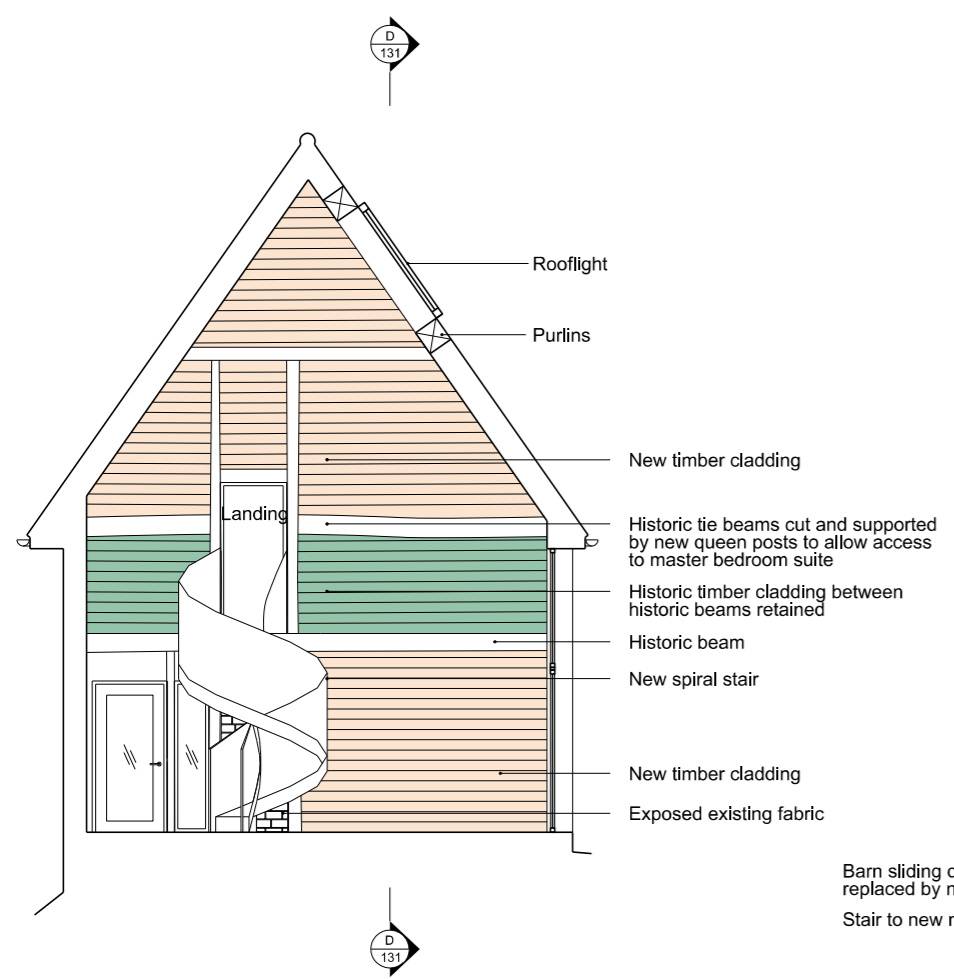 D
131
Rooflight
Purlins
New timber cladding
Landing
Historic tie beams cut and supported
by new queen posts to allow access
to master bedroom suite
Historic timber cladding between
historic beams retained
Historic beam
New spiral stair
New timber cladding
Exposed existing fabric
Barn sliding
replaced by
Stair to new
D
131